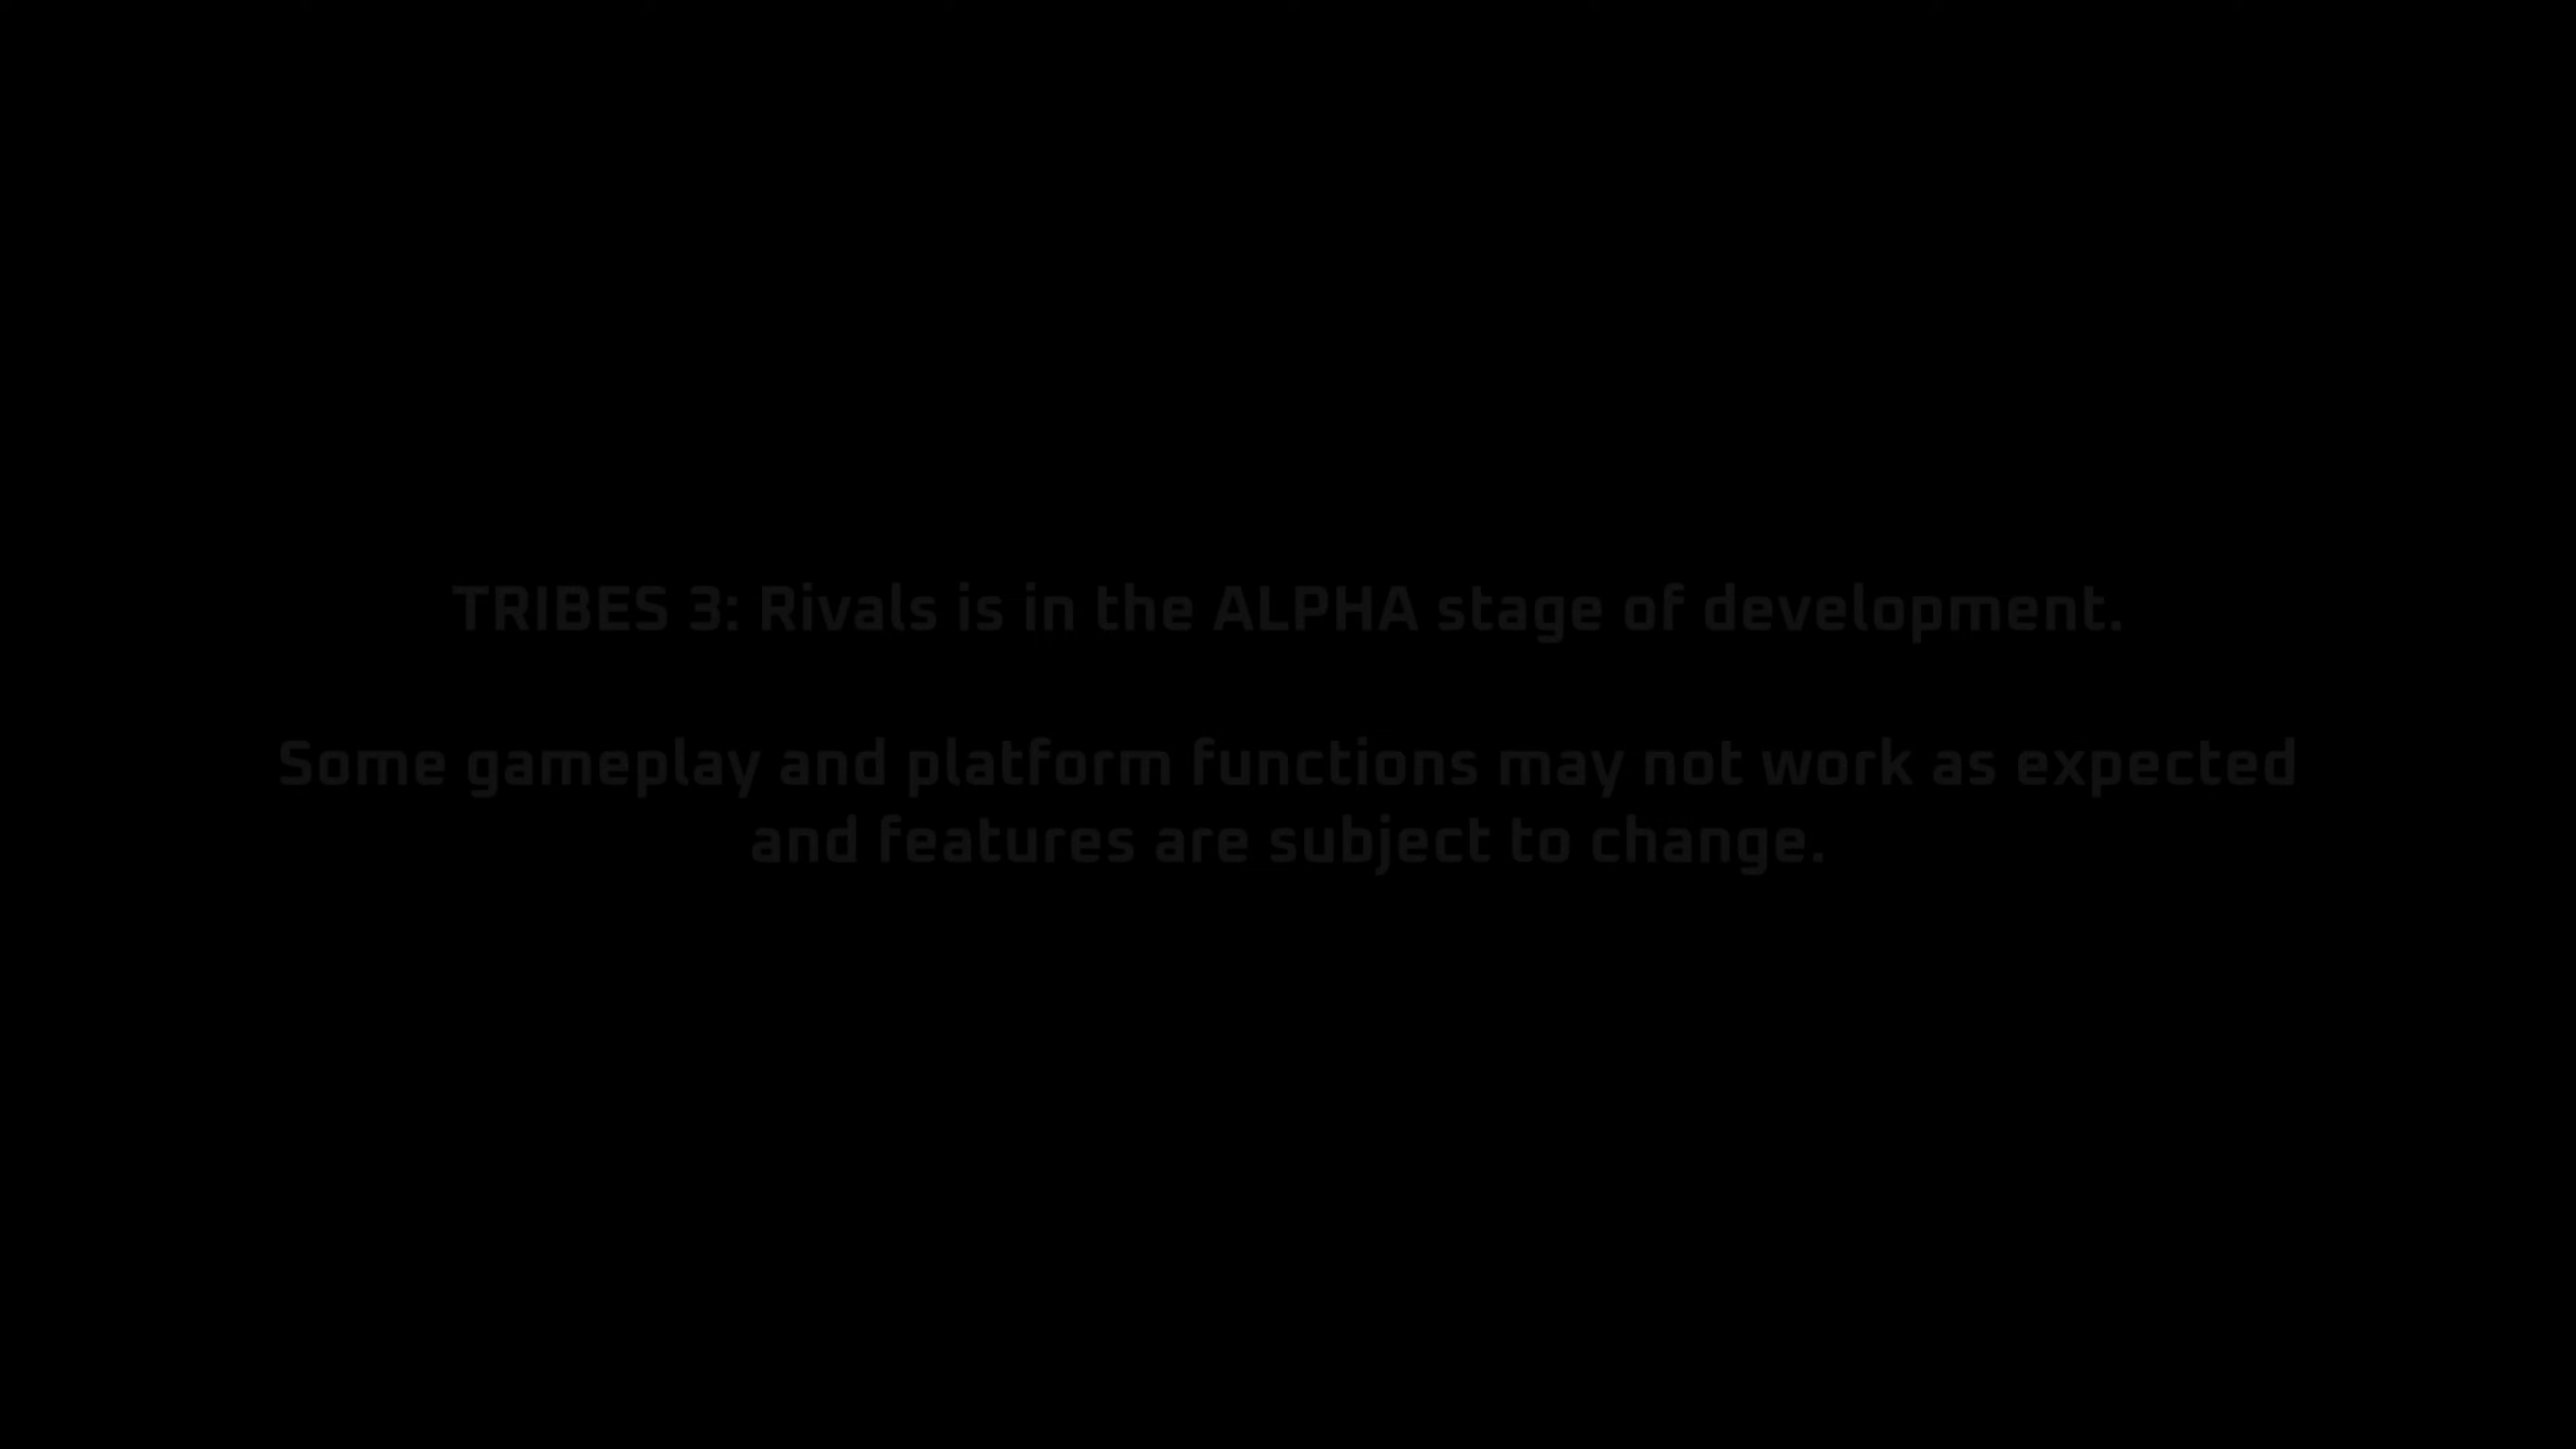 TRIBES 3: Rivals is in the ALPHA stage of development.
Some gameplay and platform functions may not work as expected
and features are subject to change.